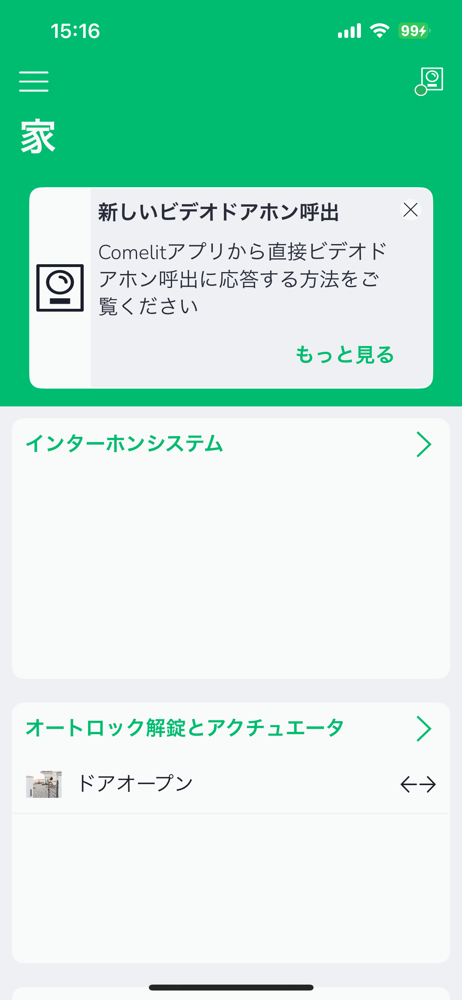 15:16
99
家
新しいビデオドアホン呼出
Comelitアプリから直接ビデオド
アホン呼出に応答する方法をご
覧ください
もっと見る
インターホンシステム
オートロック解錠とアクチュエータ
ドアオープン